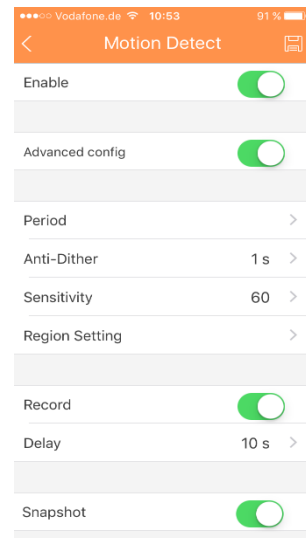 Vodafone.de 10:53 91 %
Motion Detect
Enable
Advanced config
Period
Anti-Dither 1 s
Sensitivity 60
Region Setting
Record
Delay 10 s
Snapshot